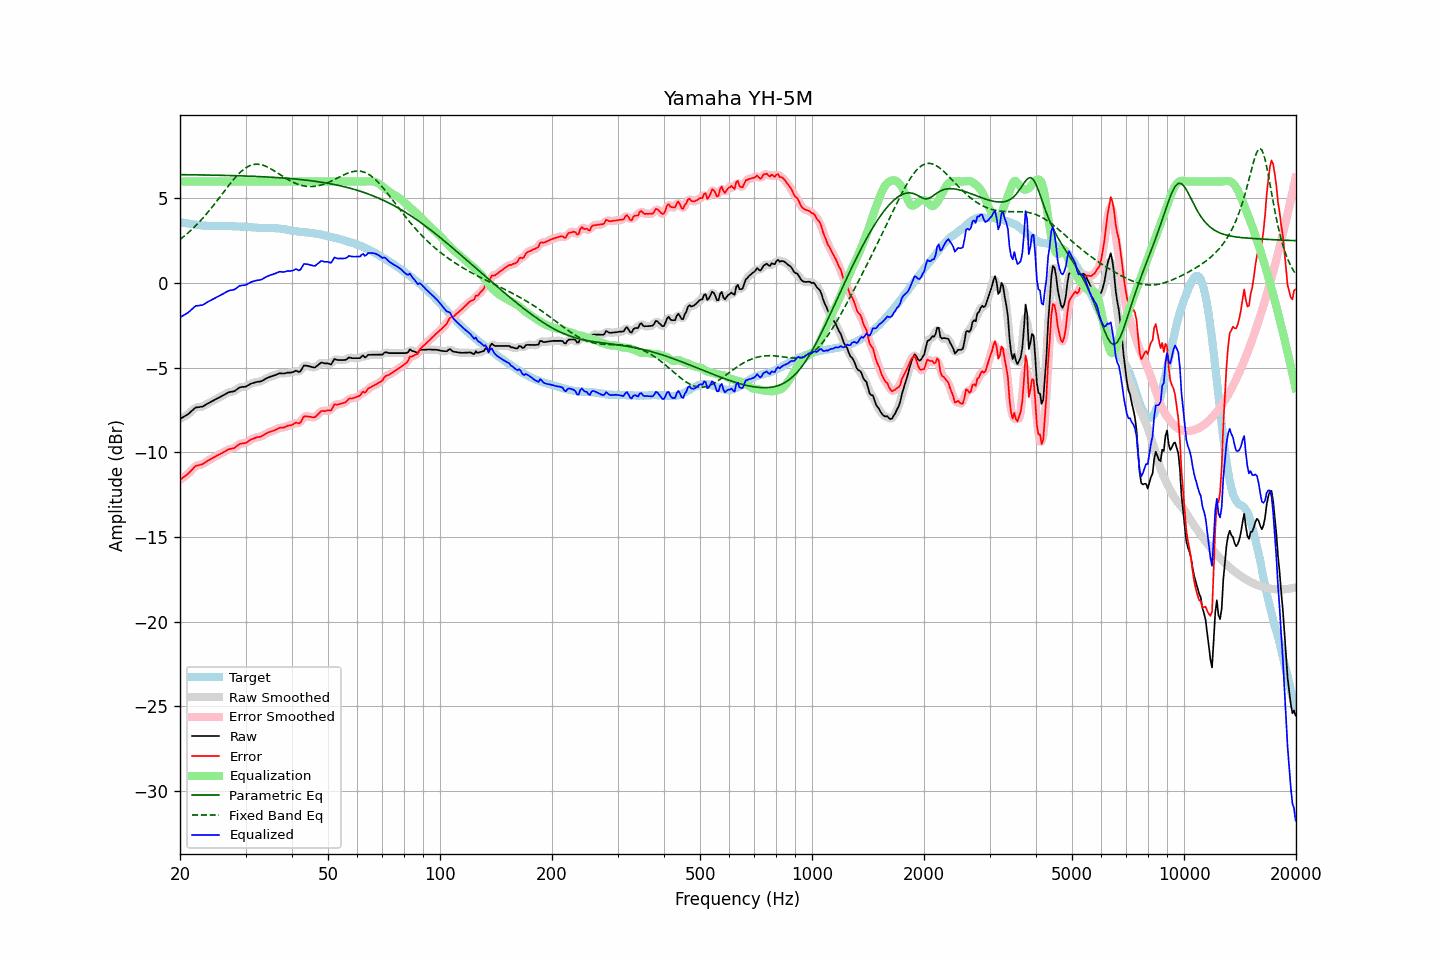 Yamaha YH-5M
Amplitude (dBr)
5
0
−5
−10
−15
−20
−25
−30
Target
Raw Smoothed
Error Smoothed
Raw
Error
Equalization
Parametric Eq
Fixed Band Eq
Equalized
20 50 100 200 500 1000 2000 5000 10000 20000
Frequency (Hz)